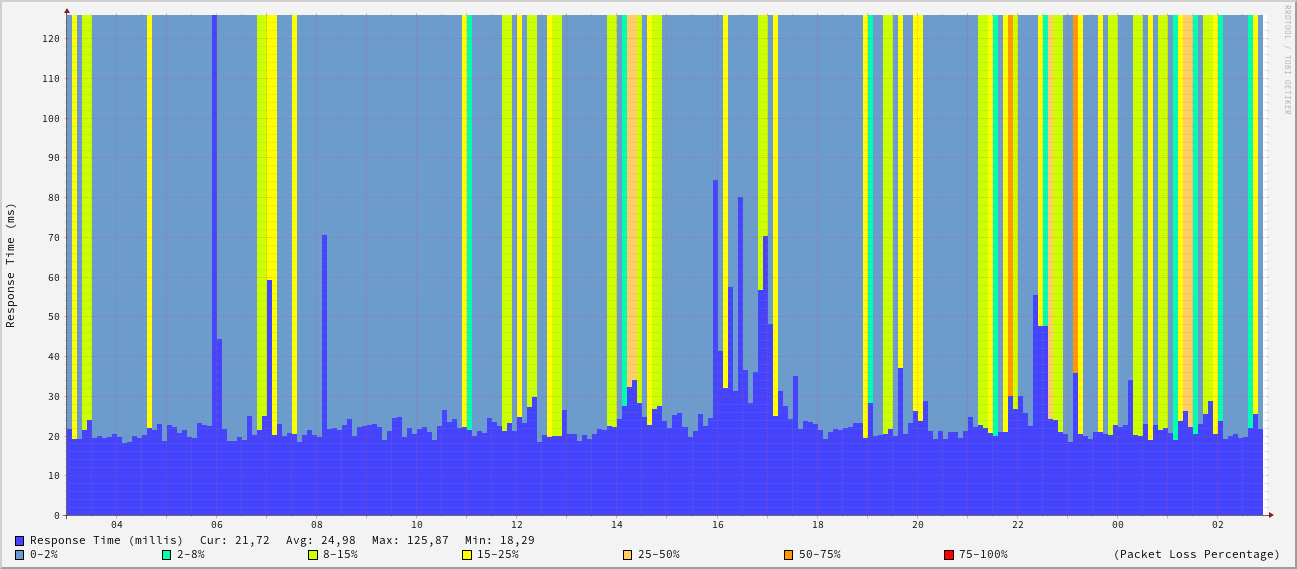 RRDTOOL / TOBI OETIKER
Response Time (ms)
120
110
100
90
80
70
60
50
40
30
20
10
0
04 06 08 10 12 14 16 18 20 22 00 02
Response Time (millis) Cur: 21,72 Avg: 24,98 Max: 125,87 Min: 18,29
0-2% 2-8% 8-15% 15-25% 25-50% 50-75% 75-100% (Packet Loss Percentage)